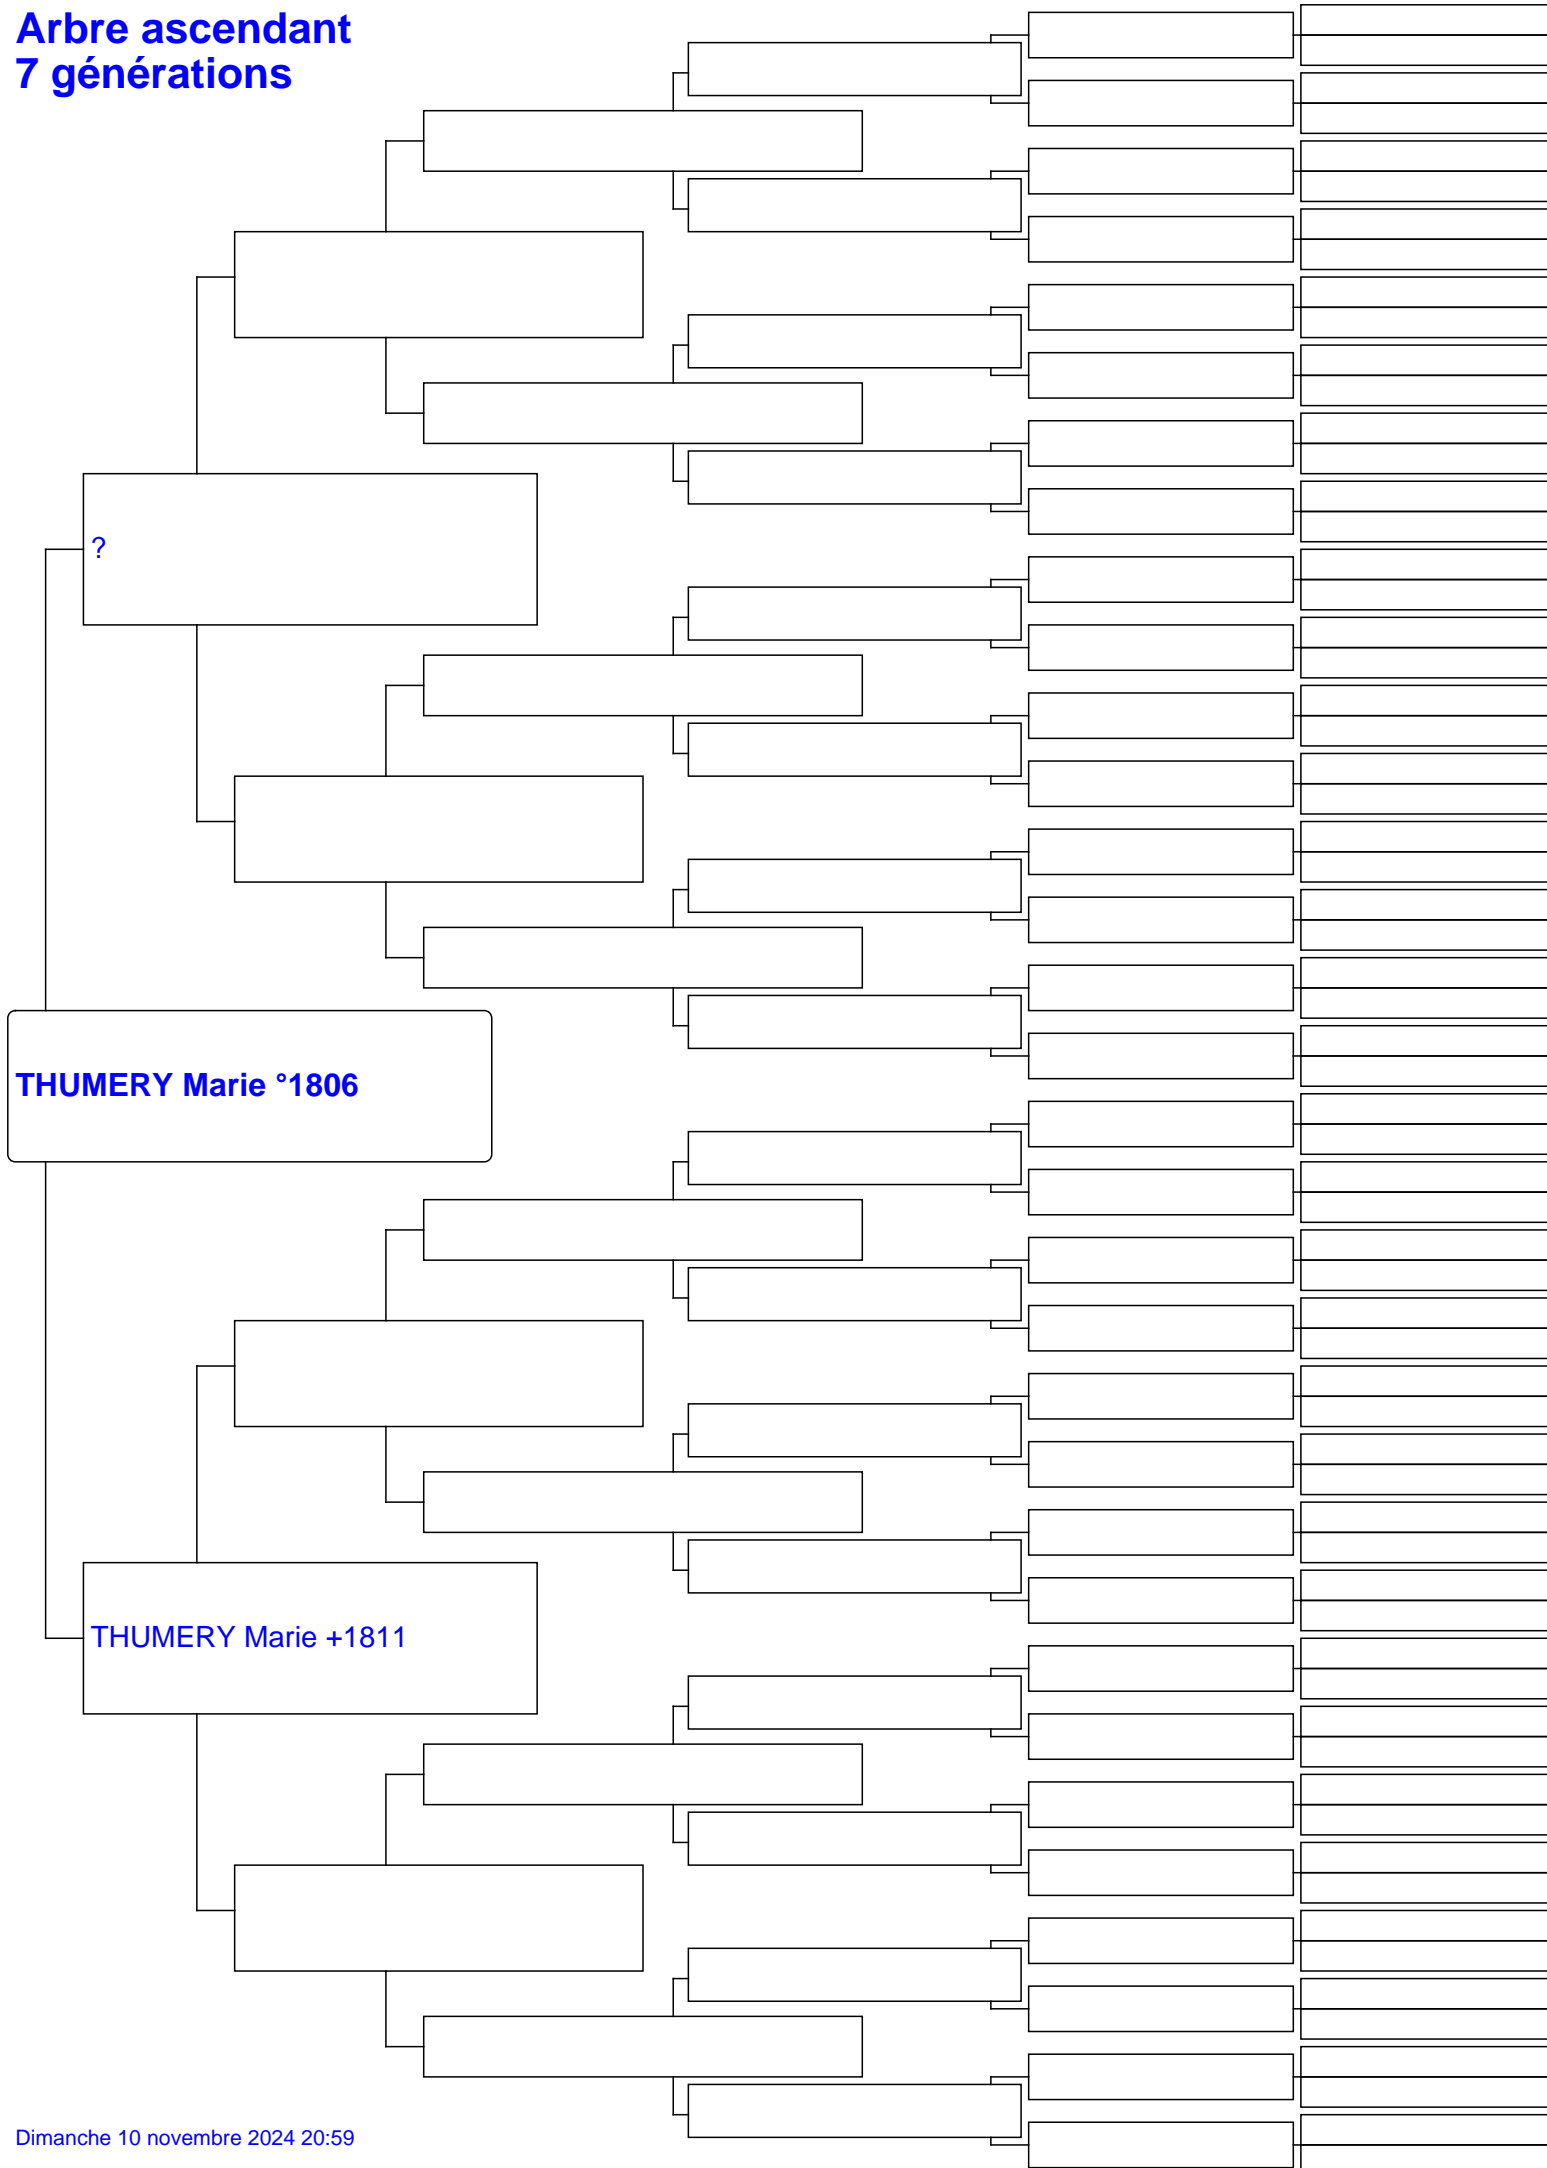 Arbre ascendant
7 générations
?
THUMERY Marie °1806
THUMERY Marie +1811
Dimanche 10 novembre 2024 20:59